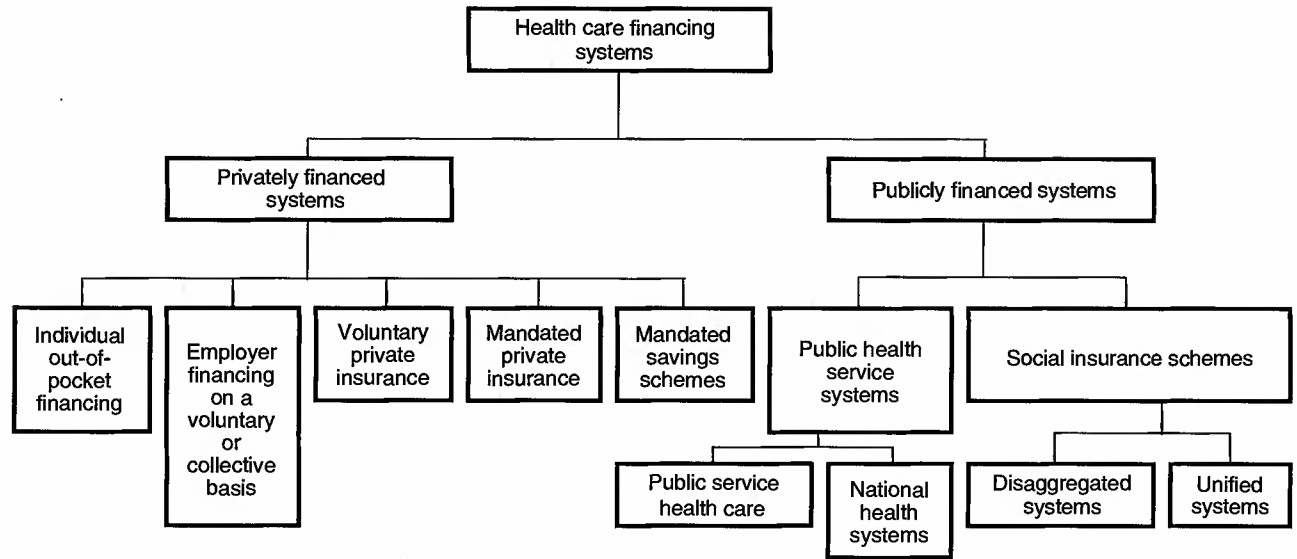 Health care financing
systems
Privately financed
systems
Publicly financed systems
Individual
out-of-
pocket
financing
Employer
financing
on a
voluntary
or
collective
basis
Voluntary
private
insurance
Mandated
private
insurance
Mandated
savings
schemes
Public health
service
systems
Social insurance schemes
Public service
health care
National
health
systems
Disaggregated
systems
Unified
systems